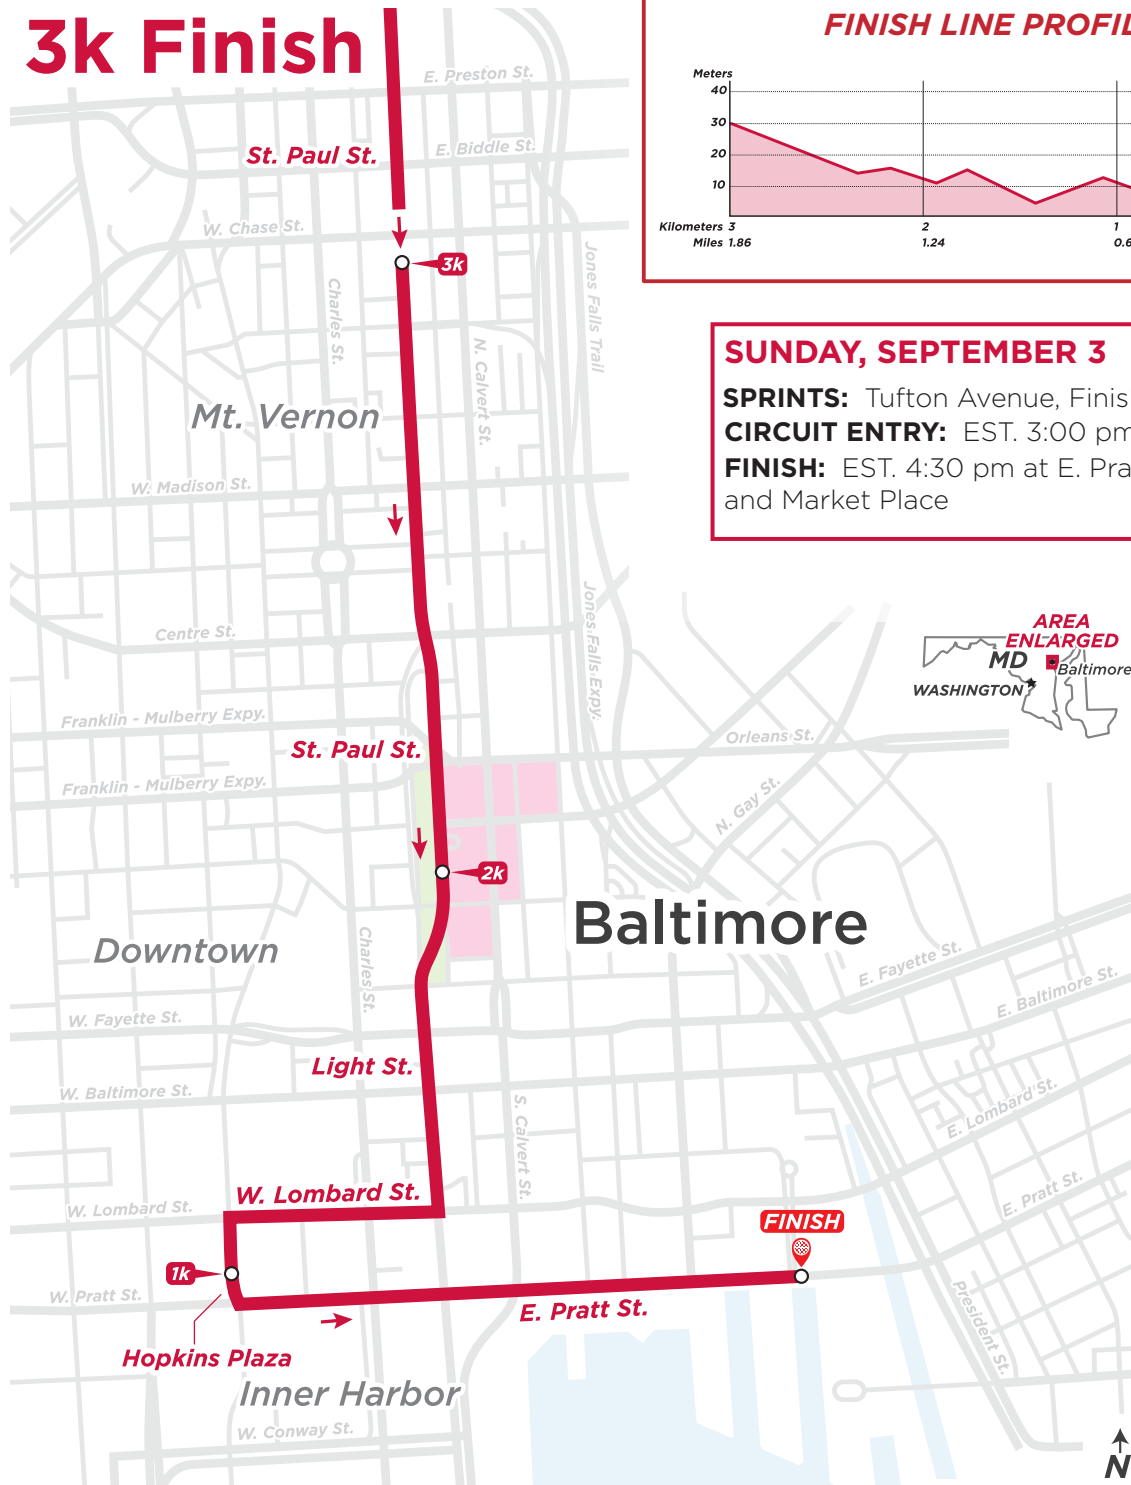 3k Finish
FINISH LINE PROFIL
Meters
40
30
20
10
Kilometers 3 2 1
Miles 1.86 1.24 0.6
E. Preston St.
St. Paul St.
E. Biddle St.
W. Chase St.
3k
Jones Falls Trail
Charles St.
N. Calvert St.
SUNDAY, SEPTEMBER 3
SPRINTS: Tufton Avenue, Finis
CIRCUIT ENTRY: EST. 3:00 pm
FINISH: EST. 4:30 pm at E. Pra
and Market Place
Mt. Vernon
W. Madison St.
Jones Falls Expy.
Centre St.
AREA
ENLARGED
MD
Baltimore
WASHINGTON
Franklin - Mulberry Expy.
St. Paul St.
Orleans St.
Franklin - Mulberry Expy.
N. Gay St.
2k
Baltimore
Downtown
Charles St.
E. Fayette St.
E. Baltimore St.
W. Fayette St.
Light St.
W. Baltimore St.
S. Calvert St.
E. Lombard St.
W. Lombard St.
W. Lombard St.
E. Pratt St.
FINISH
1k
W. Pratt St.
E. Pratt St.
President St.
Hopkins Plaza
Inner Harbor
W. Conway St.
N